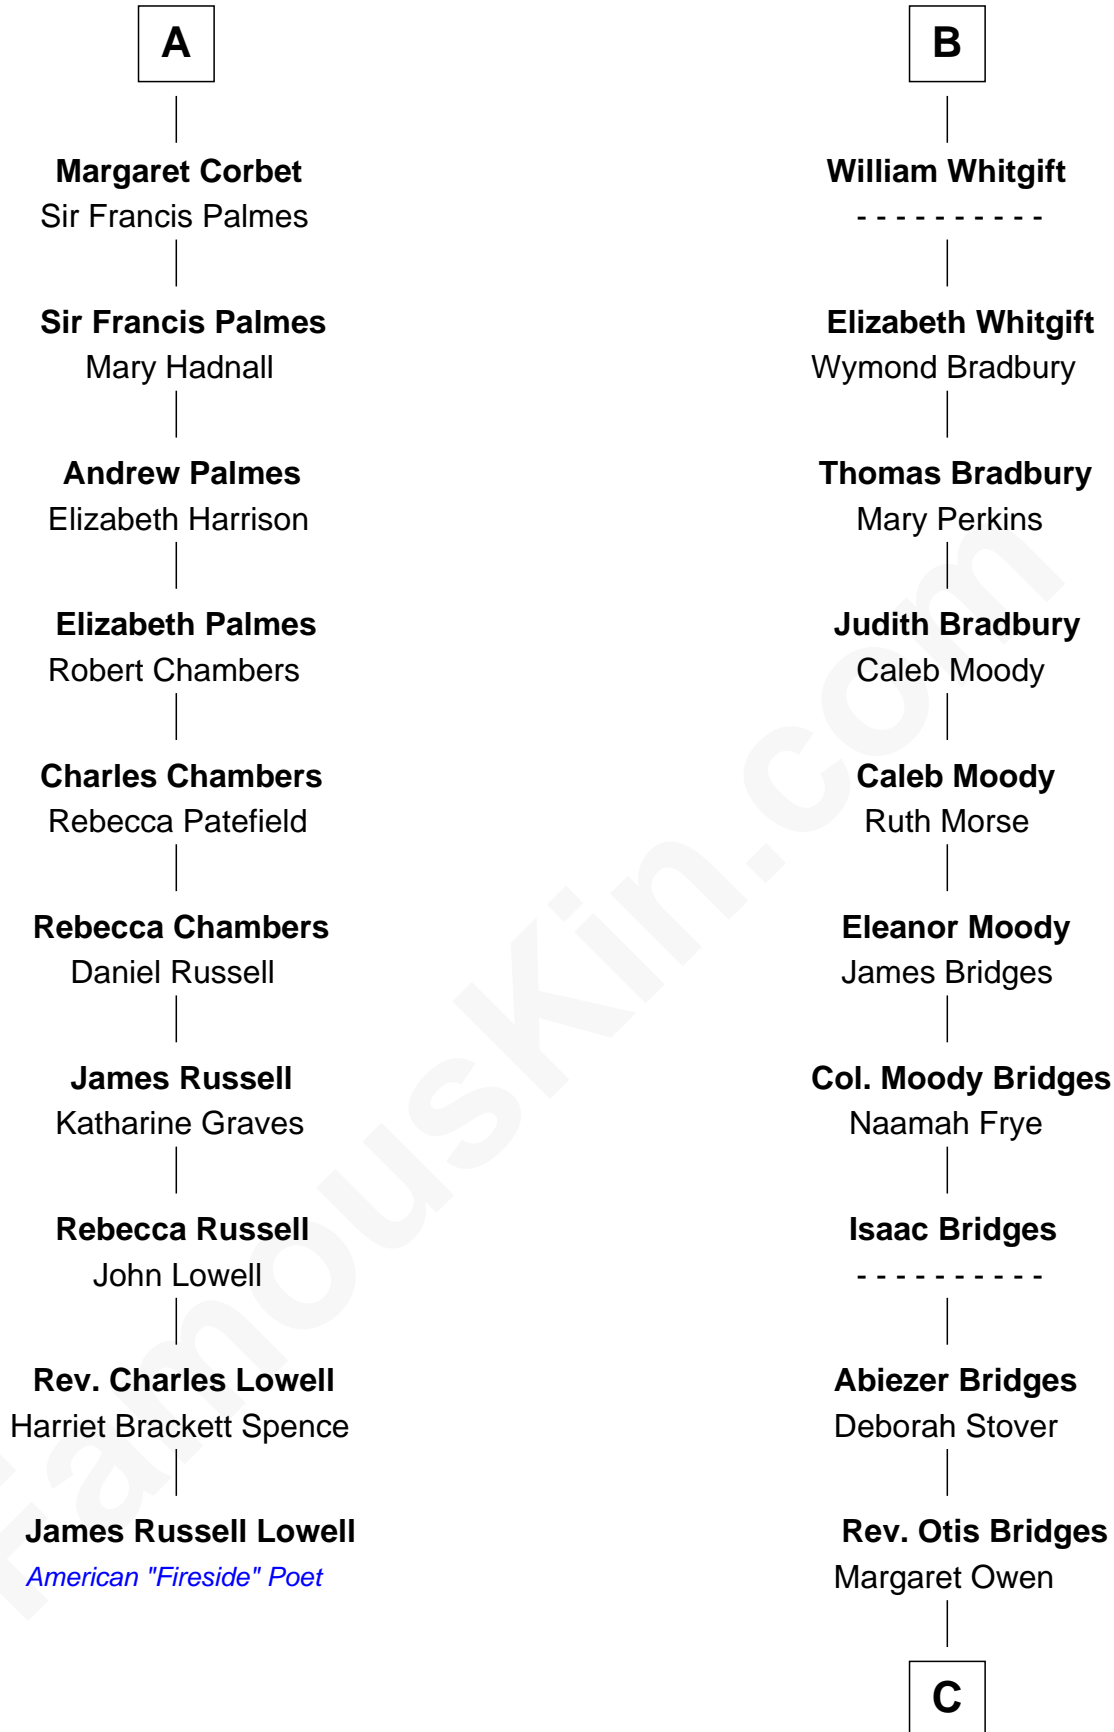 A
Margaret Corbet
Sir Francis Palmes
Sir Francis Palmes
Mary Hadnall
Andrew Palmes
Elizabeth Harrison
Elizabeth Palmes
Robert Chambers
Charles Chambers
Rebecca Patefield
Rebecca Chambers
Daniel Russell
James Russell
Katharine Graves
Rebecca Russell
John Lowell
Rev. Charles Lowell
Harriet Brackett Spence
James Russell Lowell
American "Fireside" Poet
B
William Whitgift
- - - - - - - - - -
Elizabeth Whitgift
Wymond Bradbury
Thomas Bradbury
Mary Perkins
Judith Bradbury
Caleb Moody
Caleb Moody
Ruth Morse
Eleanor Moody
James Bridges
Col. Moody Bridges
Naamah Frye
Isaac Bridges
- - - - - - - - - -
Abiezer Bridges
Deborah Stover
Rev. Otis Bridges
Margaret Owen
C
FamousKin.com